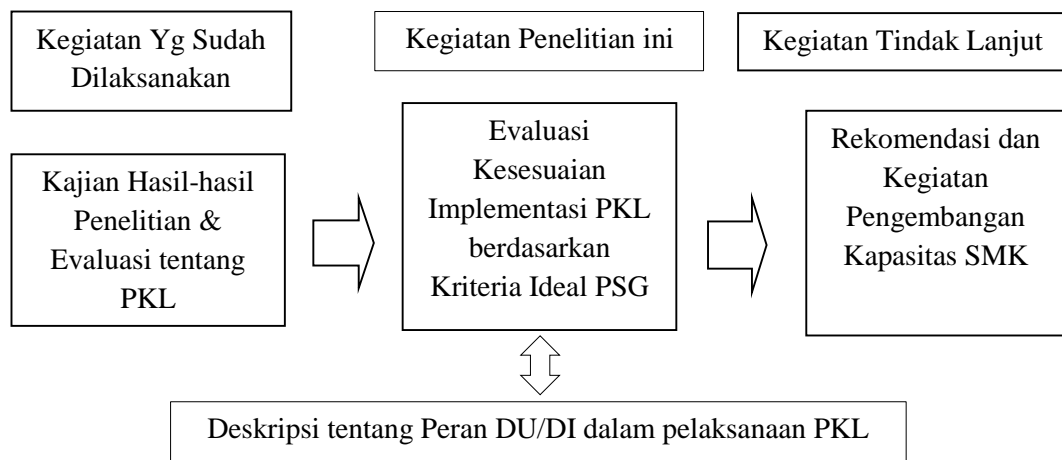 Kegiatan Yg Sudah
Dilaksanakan
Kegiatan Penelitian ini
Kegiatan Tindak Lanjut
Kajian Hasil-hasil
Penelitian &
Evaluasi tentang
PKL
Evaluasi
Kesesuaian
Implementasi PKL
berdasarkan
Kriteria Ideal PSG
Rekomendasi dan
Kegiatan
Pengembangan
Kapasitas SMK
Deskripsi tentang Peran DU/DI dalam pelaksanaan PKL